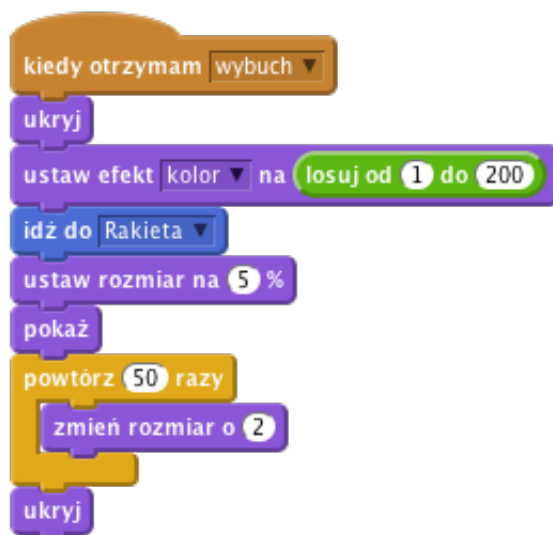 kiedy otrzymam wybuch
ukryj
ustaw efekt kolor na losuj od 1 do 200
idź do Rakieta
ustaw rozmiar na 5 %
pokaż
powtórz 50 razy
zmień rozmiar o 2
ukryj